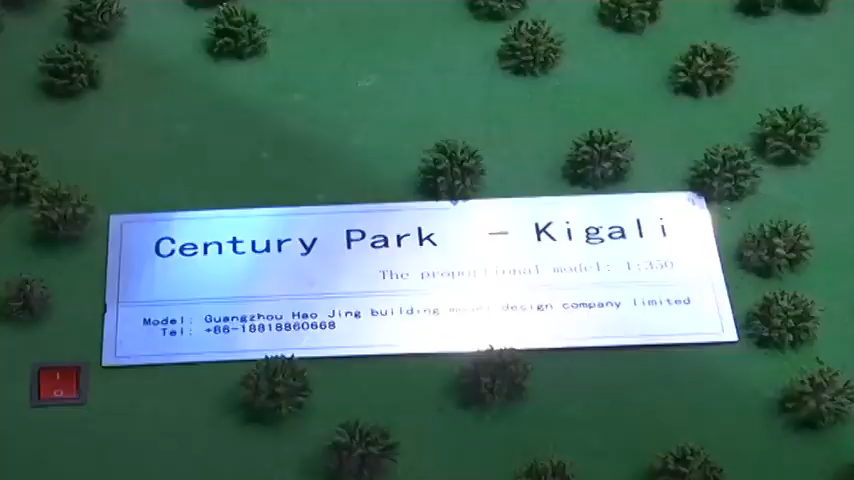 Century Park - Kigali
The proportional model: 1:350
Model: Guangzhou Hao Jing building model design company limited
Tel: +86-18818860668